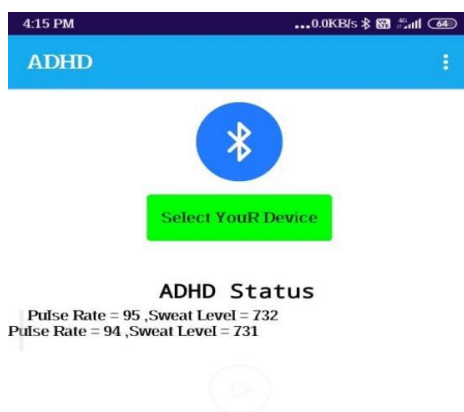 4:15 PM
...0.0KB/s 4G 64
ADHD
Select YouR Device
ADHD Status
Pulse Rate = 95 ,Sweat Level = 732
Pulse Rate = 94 ,Sweat Level = 731